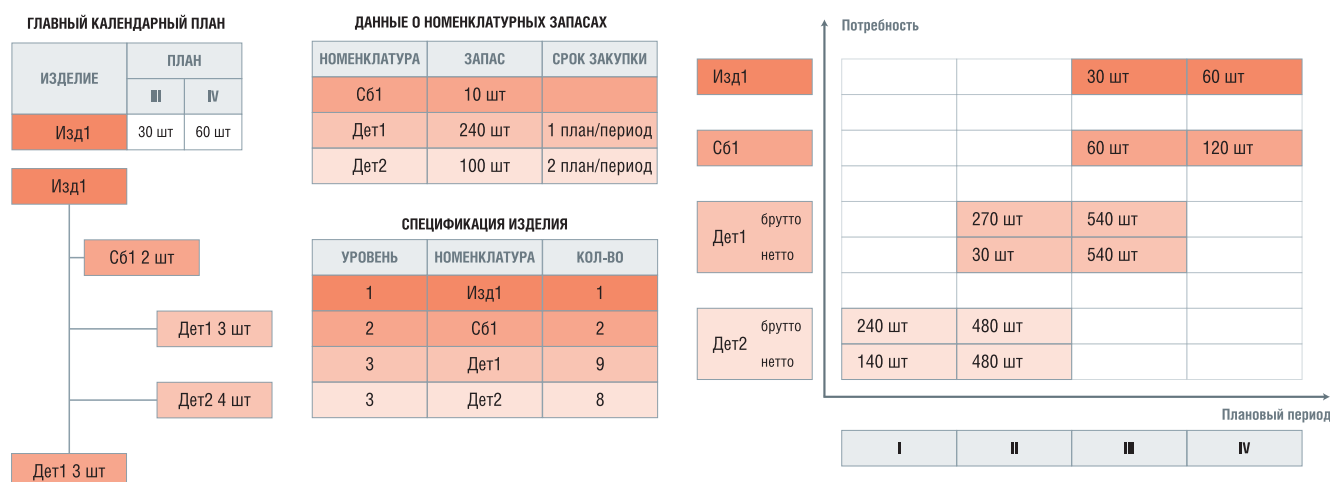 ГЛАВНЫЙ КАЛЕНДАРНЫЙ ПЛАН
ИЗДЕЛИЕ
ПЛАН
III IV
Изд1 30 шт 60 шт
Изд1
Сб1 2 шт
Дет1 3 шт
Дет2 4 шт
Дет1 3 шт
ДАННЫЕ О НОМЕНКЛАТУРНЫХ ЗАПАСАХ
НОМЕНКЛАТУРА ЗАПАС СРОК ЗАКУПКИ
Сб1 10 шт
Дет1 240 шт 1 план/период
Дет2 100 шт 2 план/период
СПЕЦИФИКАЦИЯ ИЗДЕЛИЯ
УРОВЕНЬ НОМЕНКЛАТУРА КОЛ-ВО
1 Изд1 1
2 Сб1 2
3 Дет1 9
3 Дет2 8
Потребность
Изд1 30 шт 60 шт
Сб1 60 шт 120 шт
Дет1
брутто 270 шт 540 шт
нетто 30 шт 540 шт
Дет2
брутто 240 шт 480 шт
нетто 140 шт 480 шт
Плановый период
I II III IV